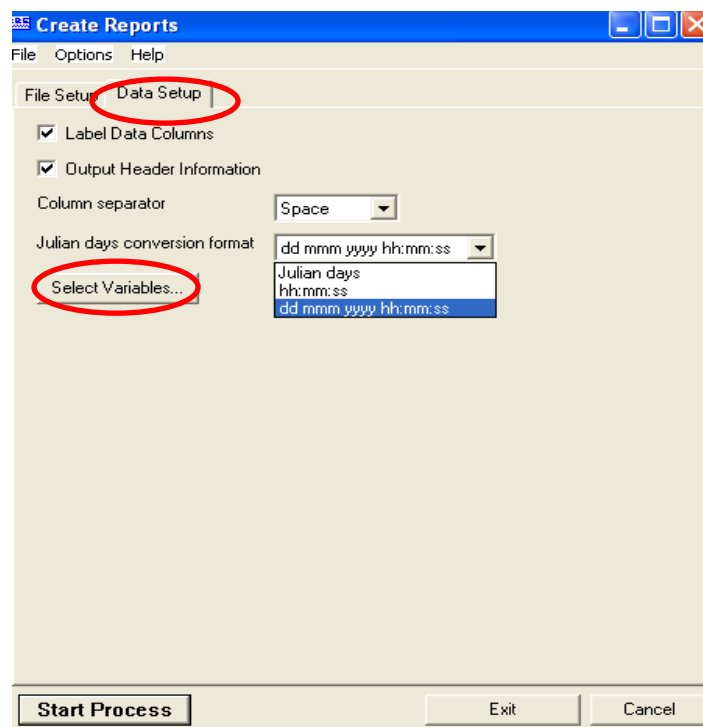 Create Reports
File Options Help
File Setup Data Setup
Label Data Columns
Output Header Information
Column separator Space
Julian days conversion format dd mmm yyyy hh:mm:ss
Julian days
Select Variables... hh:mm:ss
dd mmm yyyy hh:mm:ss
Start Process Exit Cancel